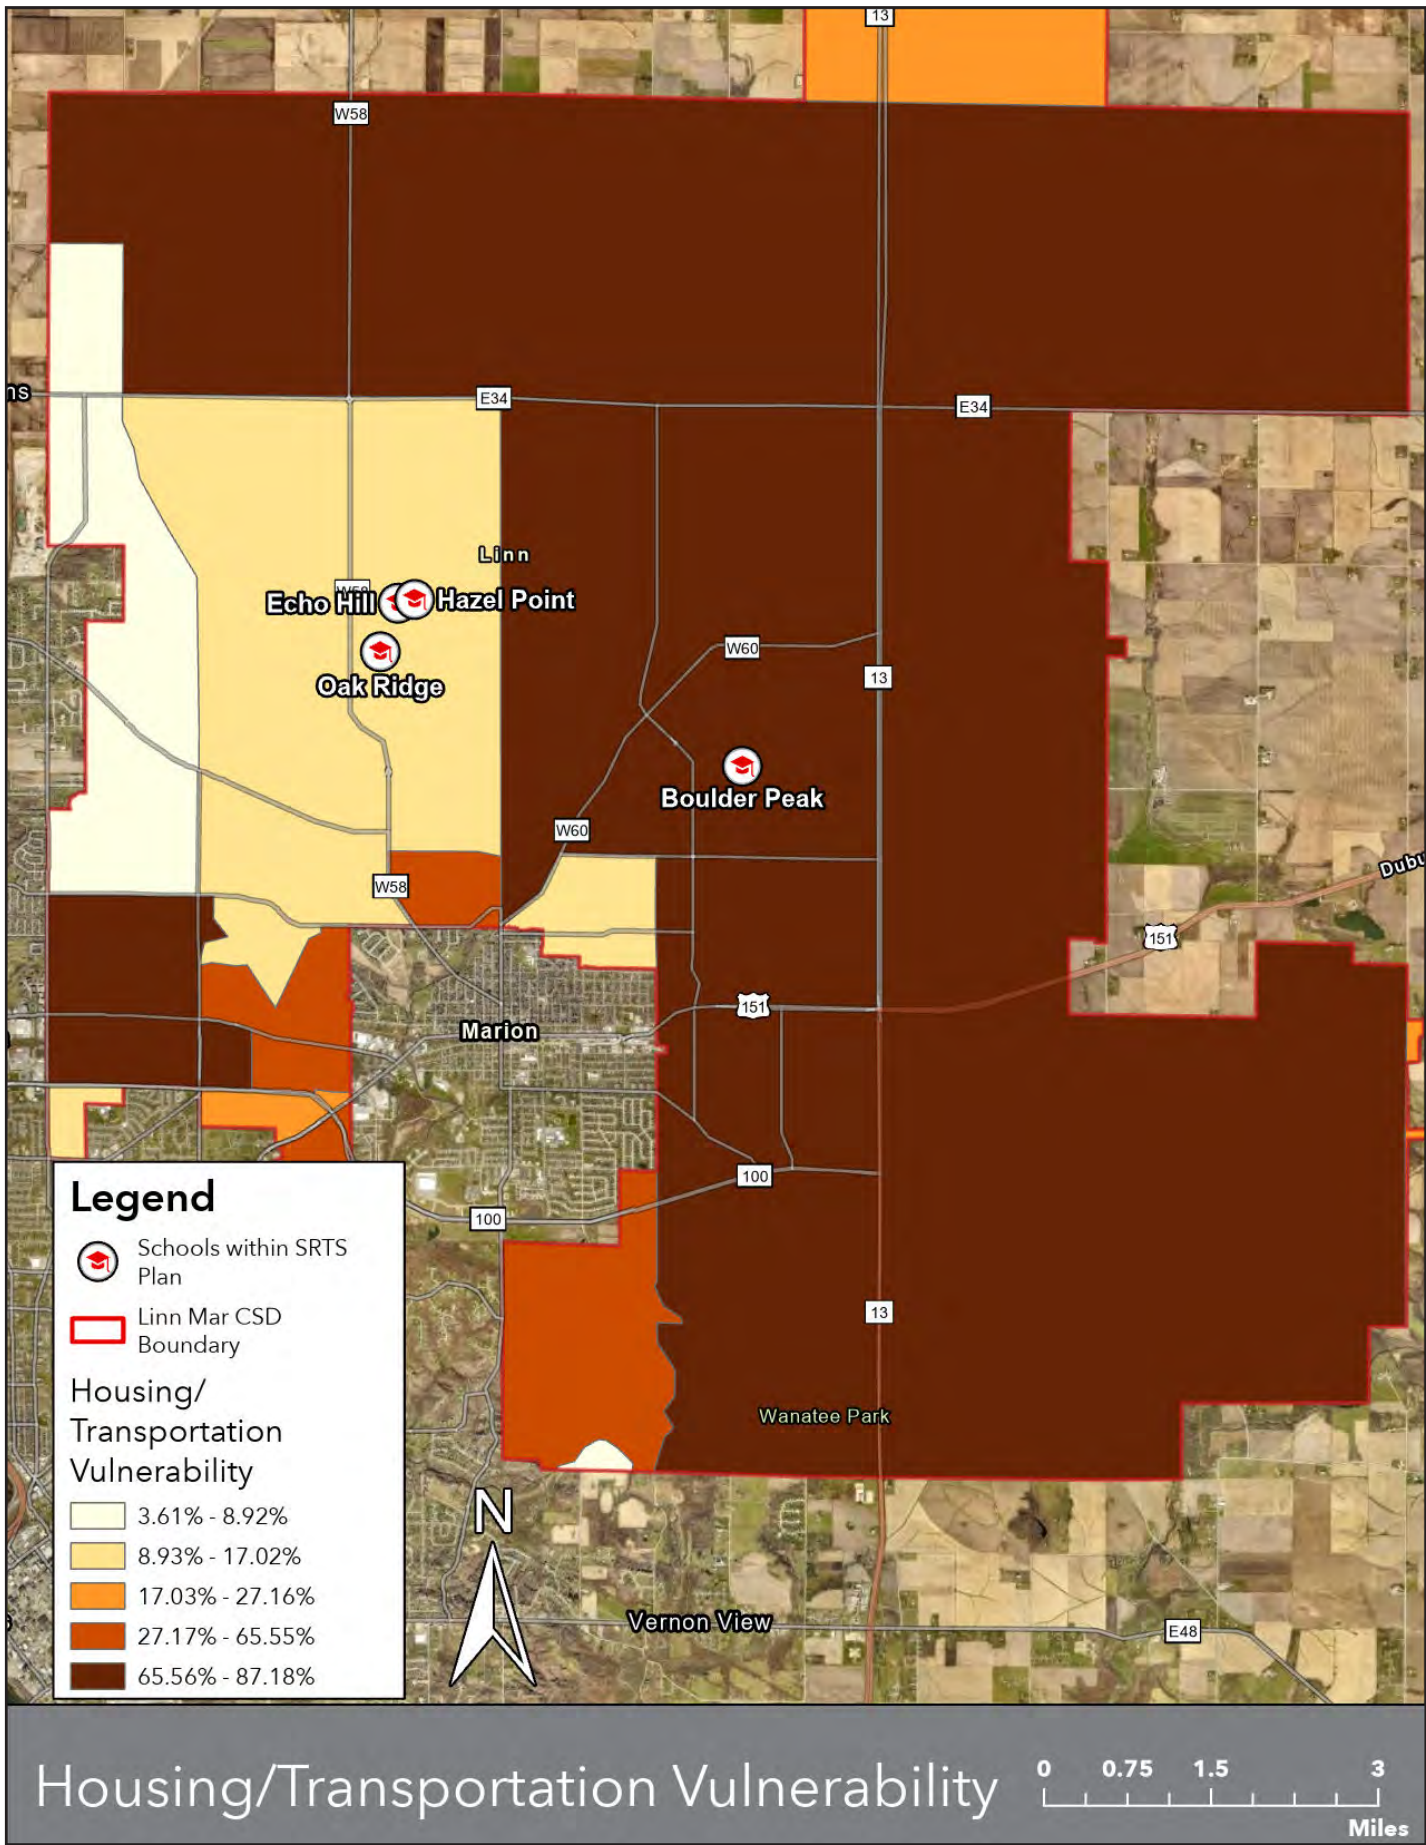 13
W58
ns
E34
E34
Linn
W58
Echo Hill
Hazel Point
Oak Ridge
W60
13
Boulder Peak
W60
W58
Dubu
151
151
Marion
100
100
13
Wanatee Park
Legend
Schools within SRTS
Plan
Linn Mar CSD
Boundary
Housing/
Transportation
Vulnerability
3.61% - 8.92%
8.93% - 17.02%
17.03% - 27.16%
27.17% - 65.55%
65.56% - 87.18%
N
Vernon View
E48
Housing/Transportation Vulnerability
0 0.75 1.5 3
Miles